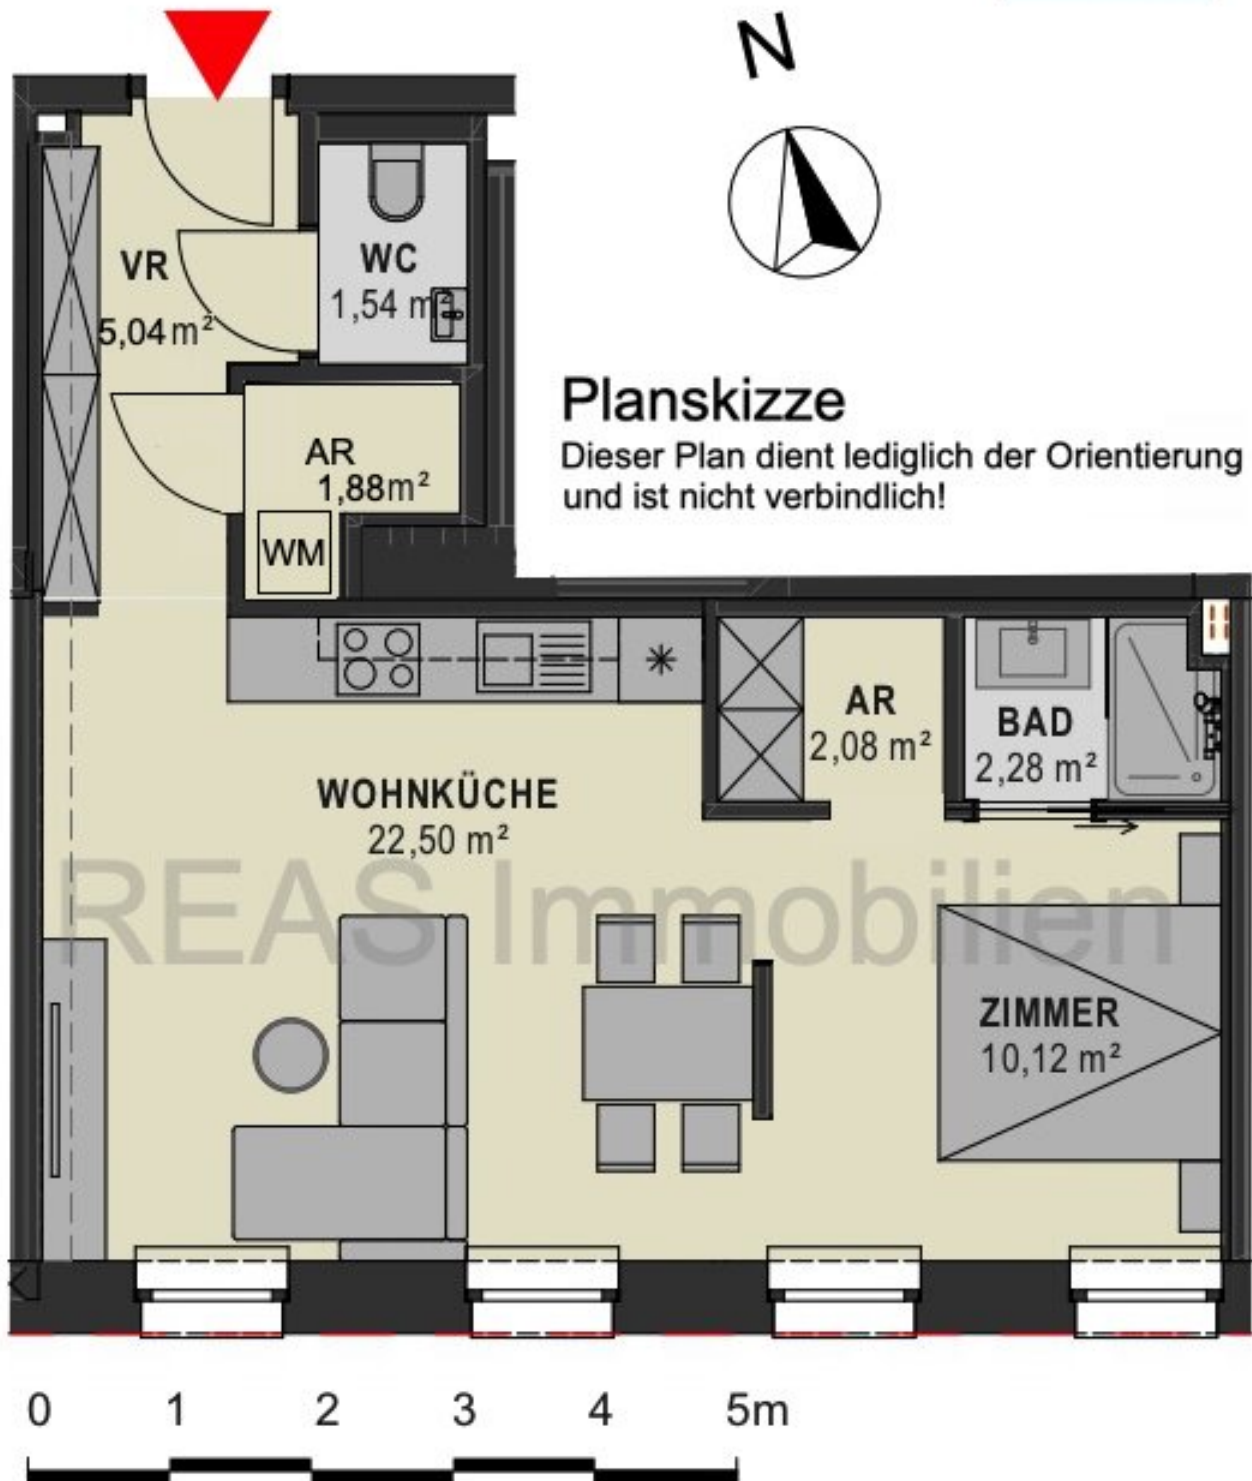 N
VR
5,04 m²
WC
1,54 m²
Planskizze
Dieser Plan dient lediglich der Orientierung
und ist nicht verbindlich!
AR
1,88m²
WM
AR
2,08 m²
BAD
2,28 m²
WOHNKÜCHE
22,50 m²
REAS Immobilien
ZIMMER
10,12 m²
0 1 2 3 4 5m